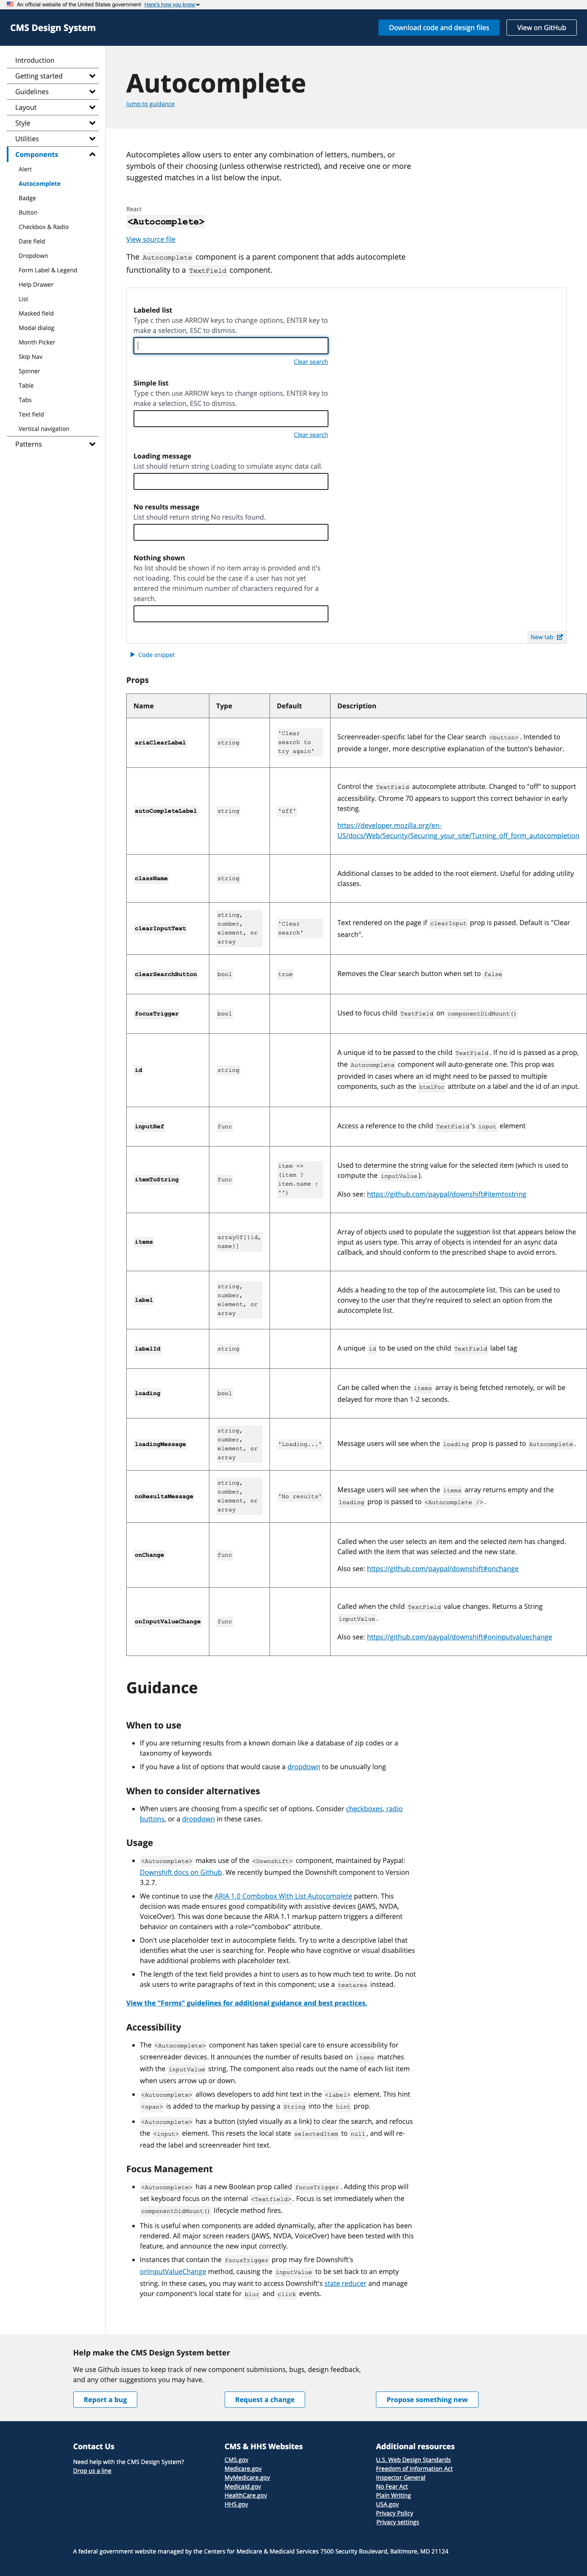 An official website of the United States government Here's how you know
CMS Design System
Download code and design files
View on GitHub
Introduction
Getting started
Guidelines
Layout
Style
Utilities
Components
Alert
Autocomplete
Badge
Button
Checkbox & Radio
Date field
Dropdown
Form Label & Legend
Help Drawer
List
Masked field
Modal dialog
Month Picker
Skip Nav
Spinner
Table
Tabs
Text field
Vertical navigation
Patterns
Autocomplete
Jump to guidance
Autocompletes allow users to enter any combination of letters, numbers, or
symbols of their choosing (unless otherwise restricted), and receive one or more
suggested matches in a list below the input.
React
<Autocomplete>
View source file
The Autocomplete component is a parent component that adds autocomplete
functionality to a TextField component.
Labeled list
Type c then use ARROW keys to change options, ENTER key to
make a selection, ESC to dismiss.
Clear search
Simple list
Type c then use ARROW keys to change options, ENTER key to
make a selection, ESC to dismiss.
Clear search
Loading message
List should return string Loading to simulate async data call.
No results message
List should return string No results found.
Nothing shown
No list should be shown if no item array is provided and it's
not loading. This could be the case if a user has not yet
entered the minimum number of characters required for a
search.
New tab
Code snippet
Props
Name Type Default Description
ariaClearLabel
string
'Clear
search to
try again'
Screenreader-specific label for the Clear search <button>. Intended to
provide a longer, more descriptive explanation of the button's behavior.
autoCompleteLabel
string
'off'
Control the TextField autocomplete attribute. Changed to "off" to support
accessibility. Chrome 70 appears to support this correct behavior in early
testing.
https://developer.mozilla.org/en-
US/docs/Web/Security/Securing_your_site/Turning_off_form_autocompletion
className
string
Additional classes to be added to the root element. Useful for adding utility
classes.
clearInputText
string,
number,
element, or
array
'Clear
search'
Text rendered on the page if clearInput prop is passed. Default is "Clear
search".
clearSearchButton
bool
true
Removes the Clear search button when set to false
focusTrigger
bool
Used to focus child TextField on componentDidMount()
id
string
A unique id to be passed to the child TextField. If no id is passed as a prop,
the Autocomplete component will auto-generate one. This prop was
provided in cases where an id might need to be passed to multiple
components, such as the htmlFor attribute on a label and the id of an input.
inputRef
func
Access a reference to the child TextField's input element
itemToString
func
item =>
(item ?
item.name :
'')
Used to determine the string value for the selected item (which is used to
compute the inputValue).
Also see: https://github.com/paypal/downshift#itemtostring
items
arrayOf[{id,
name}]
Array of objects used to populate the suggestion list that appears below the
input as users type. This array of objects is intended for an async data
callback, and should conform to the prescribed shape to avoid errors.
label
string,
number,
element, or
array
Adds a heading to the top of the autocomplete list. This can be used to
convey to the user that they're required to select an option from the
autocomplete list.
labelId
string
A unique id to be used on the child TextField label tag
loading
bool
Can be called when the items array is being fetched remotely, or will be
delayed for more than 1-2 seconds.
loadingMessage
string,
number,
element, or
array
'Loading...'
Message users will see when the loading prop is passed to Autocomplete.
noResultsMessage
string,
number,
element, or
array
'No results'
Message users will see when the items array returns empty and the
loading prop is passed to <Autocomplete />.
onChange
func
Called when the user selects an item and the selected item has changed.
Called with the item that was selected and the new state.
Also see: https://github.com/paypal/downshift#onchange
onInputValueChange
func
Called when the child TextField value changes. Returns a String
inputValue.
Also see: https://github.com/paypal/downshift#oninputvaluechange
Guidance
When to use
If you are returning results from a known domain like a database of zip codes or a
taxonomy of keywords
If you have a list of options that would cause a dropdown to be unusually long
When to consider alternatives
When users are choosing from a specific set of options. Consider checkboxes, radio
buttons, or a dropdown in these cases.
Usage
<Autocomplete> makes use of the <Downshift> component, maintained by Paypal:
Downshift docs on Github. We recently bumped the Downshift component to Version
3.2.7.
We continue to use the ARIA 1.0 Combobox With List Autocomplete pattern. This
decision was made ensures good compatibility with assistive devices (JAWS, NVDA,
VoiceOver). This was done because the ARIA 1.1 markup pattern triggers a different
behavior on containers with a role="combobox" attribute.
Don't use placeholder text in autocomplete fields. Try to write a descriptive label that
identifies what the user is searching for. People who have cognitive or visual disabilities
have additional problems with placeholder text.
The length of the text field provides a hint to users as to how much text to write. Do not
ask users to write paragraphs of text in this component; use a textarea instead.
View the "Forms" guidelines for additional guidance and best practices.
Accessibility
The <Autocomplete> component has taken special care to ensure accessibility for
screenreader devices. It announces the number of results based on items matches
with the inputValue string. The component also reads out the name of each list item
when users arrow up or down.
<Autocomplete> allows developers to add hint text in the <label> element. This hint
<span> is added to the markup by passing a String into the hint prop.
<Autocomplete> has a button (styled visually as a link) to clear the search, and refocus
the <input> element. This resets the local state selectedItem to null, and will re-
read the label and screenreader hint text.
Focus Management
<Autocomplete> has a new Boolean prop called focusTrigger. Adding this prop will
set keyboard focus on the internal <Textfield>. Focus is set immediately when the
componentDidMount() lifecycle method fires.
This is useful when components are added dynamically, after the application has been
rendered. All major screen readers (JAWS, NVDA, VoiceOver) have been tested with this
feature, and announce the new input correctly.
Instances that contain the focusTrigger prop may fire Downshift's
onInputValueChange method, causing the inputValue to be set back to an empty
string. In these cases, you may want to access Downshift's state reducer and manage
your component's local state for blur and click events.
Help make the CMS Design System better
We use Github issues to keep track of new component submissions, bugs, design feedback,
and any other suggestions you may have.
Report a bug
Request a change
Propose something new
Contact Us
Need help with the CMS Design System?
Drop us a line
CMS & HHS Websites
CMS.gov
Medicare.gov
MyMedicare.gov
Medicaid.gov
HealthCare.gov
HHS.gov
Additional resources
U.S. Web Design Standards
Freedom of Information Act
Inspector General
No Fear Act
Plain Writing
USA.gov
Privacy Policy
Privacy settings
A federal government website managed by the Centers for Medicare & Medicaid Services 7500 Security Boulevard, Baltimore, MD 21124